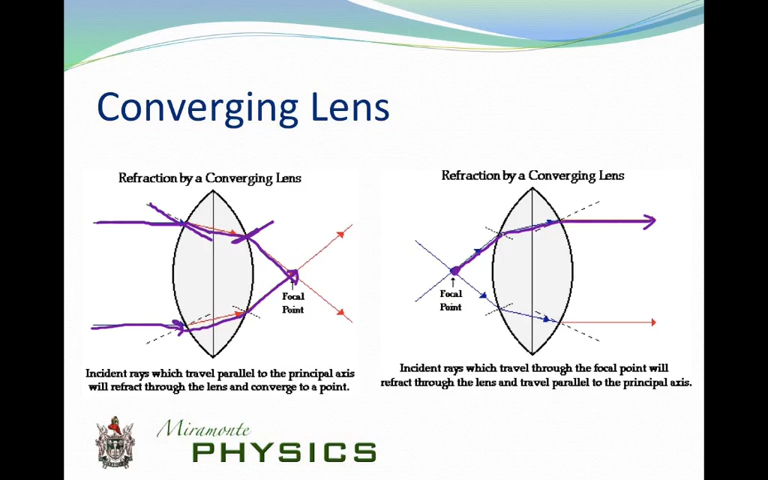 Converging Lens
Refraction by a Converging Lens
Focal
Point
Incident rays which travel parallel to the principal axis
will refract through the lens and converge to a point.
Refraction by a Converging Lens
Focal
Point
Incident rays which travel through the focal point will
refract through the lens and travel parallel to the principal axis.
Miramonte
PHYSICS